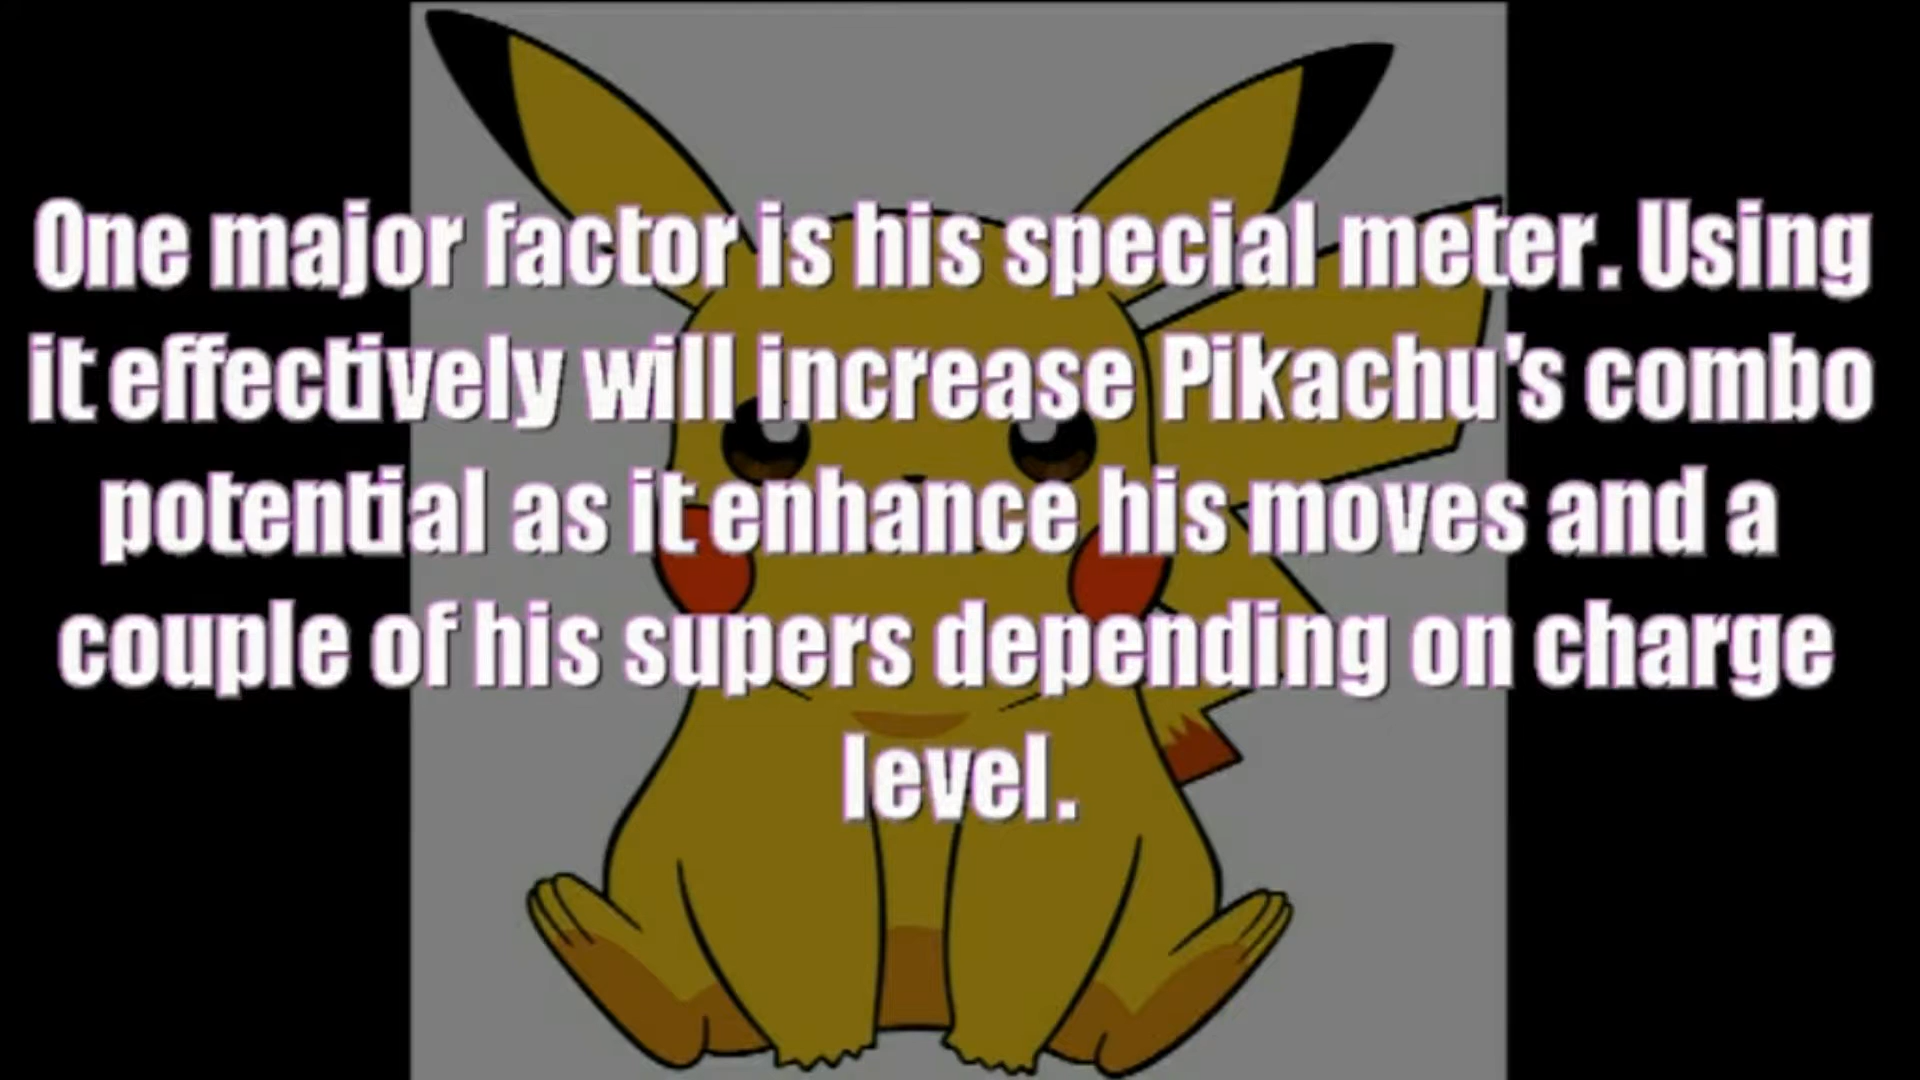 One major factor is his special meter. Using
it effectively will increase Pikachu's combo
potential as it enhance his moves and a
couple of his supers depending on charge
level.